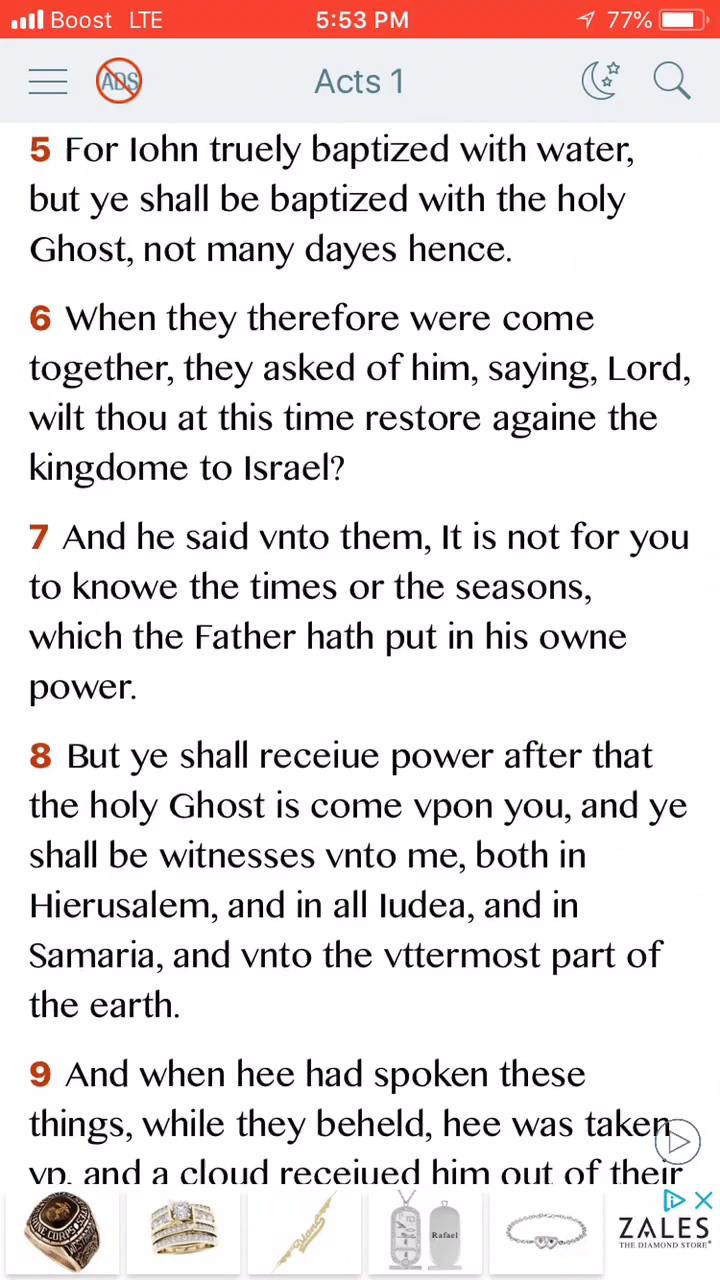 Boost LTE 5:53 PM 77%
ADS Acts 1
5 For Iohn truely baptized with water,
but ye shall be baptized with the holy
Ghost, not many dayes hence.
6 When they therefore were come
together, they asked of him, saying, Lord,
wilt thou at this time restore againe the
kingdome to Israel?
7 And he said vnto them, It is not for you
to knowe the times or the seasons,
which the Father hath put in his owne
power.
8 But ye shall receiue power after that
the holy Ghost is come vpon you, and ye
shall be witnesses vnto me, both in
Hierusalem, and in all Iudea, and in
Samaria, and vnto the vttermost part of
the earth.
9 And when hee had spoken these
things, while they beheld, hee was taken
vp, and a cloud receiued him out of their
Rafael
ZALES
THE DIAMOND STORE